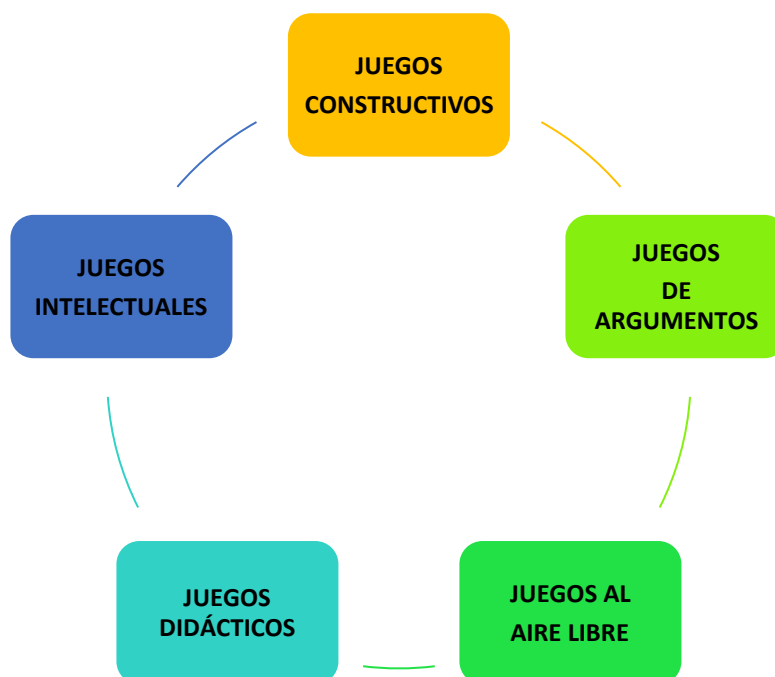 JUEGOS
CONSTRUCTIVOS
JUEGOS
DE
ARGUMENTOS
JUEGOS AL
AIRE LIBRE
JUEGOS
DIDÁCTICOS
JUEGOS
INTELECTUALES